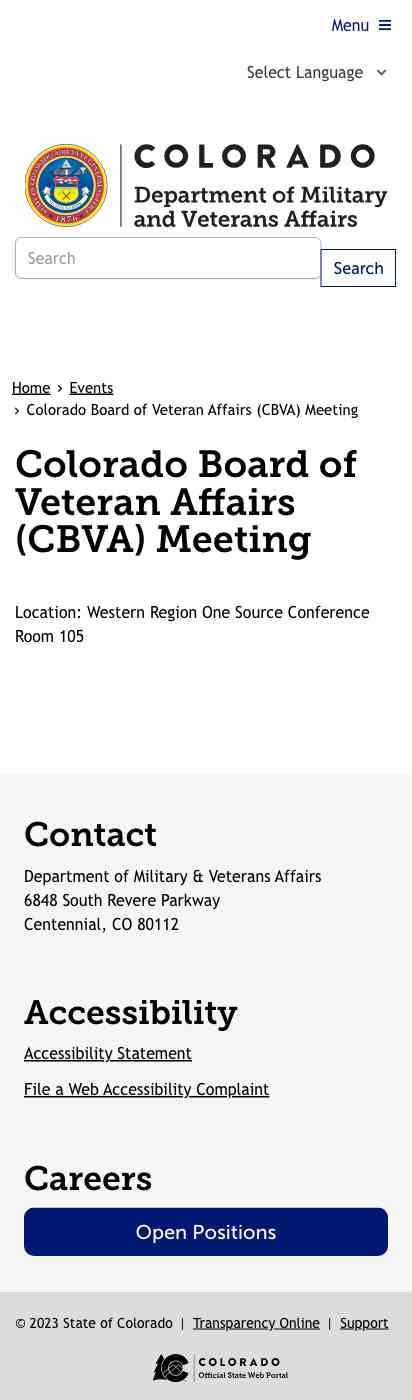 Menu
Select Language
COLORADO
Department of Military
and Veterans Affairs
1876
Search
Search
Home > Events
> Colorado Board of Veteran Affairs (CBVA) Meeting
Colorado Board of
Veteran Affairs
(CBVA) Meeting
Location: Western Region One Source Conference
Room 105
Contact
Department of Military & Veterans Affairs
6848 South Revere Parkway
Centennial, CO 80112
Accessibility
Accessibility Statement
File a Web Accessibility Complaint
Careers
Open Positions
© 2023 State of Colorado | Transparency Online | Support
COLORADO
Official State Web Portal